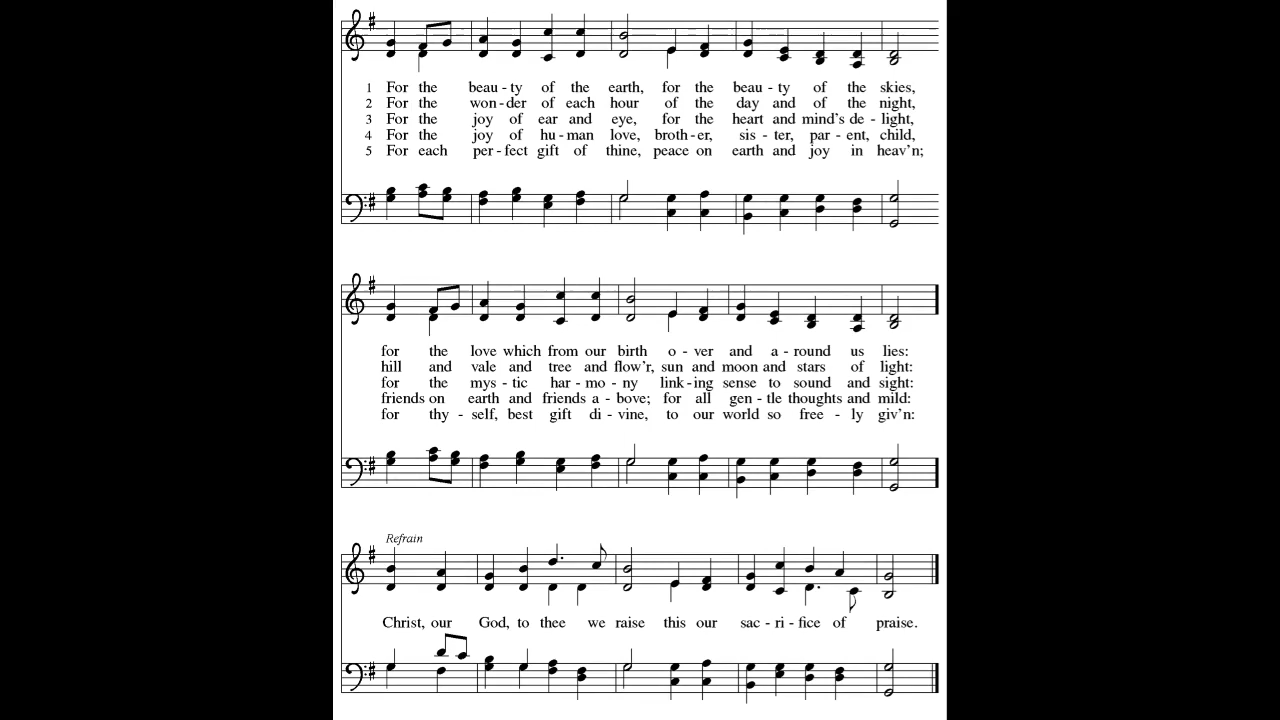 1 For the beau - ty of the earth, for the beau - ty of the skies,
2 For the won - der of each hour of the day and of the night,
3 For the joy of ear and eye, for the heart and mind's de - light,
4 For the joy of hu - man love, broth - er, sis - ter, par - ent, child,
5 For each per - fect gift of thine, peace on earth and joy in heav'n;
for the love which from our birth o - ver and a - round us lies:
hill and vale and tree and flow'r, sun and moon and stars of light:
for the mys - tic har - mo - ny link - ing sense to sound and sight:
friends on earth and friends a - bove; for all gen - tle thoughts and mild:
for thy - self, best gift di - vine, to our world so free - ly giv'n:
Refrain
Christ, our God, to thee we raise this our sac - ri - fice of praise.